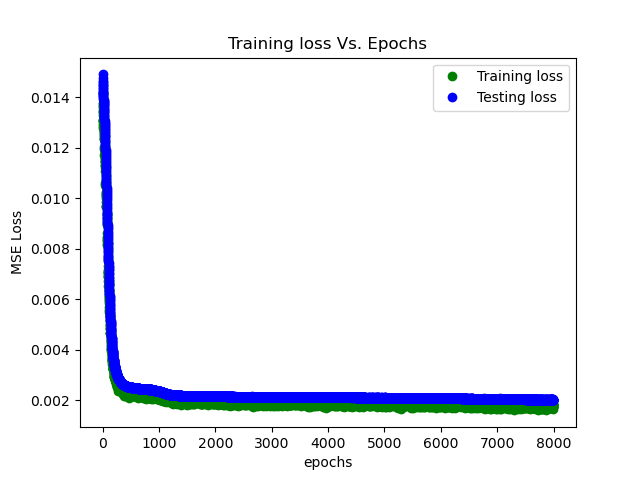 Training loss Vs. Epochs
Training loss
Testing loss
MSE Loss
0.014
0.012
0.010
0.008
0.006
0.004
0.002
0 1000 2000 3000 4000 5000 6000 7000 8000
epochs